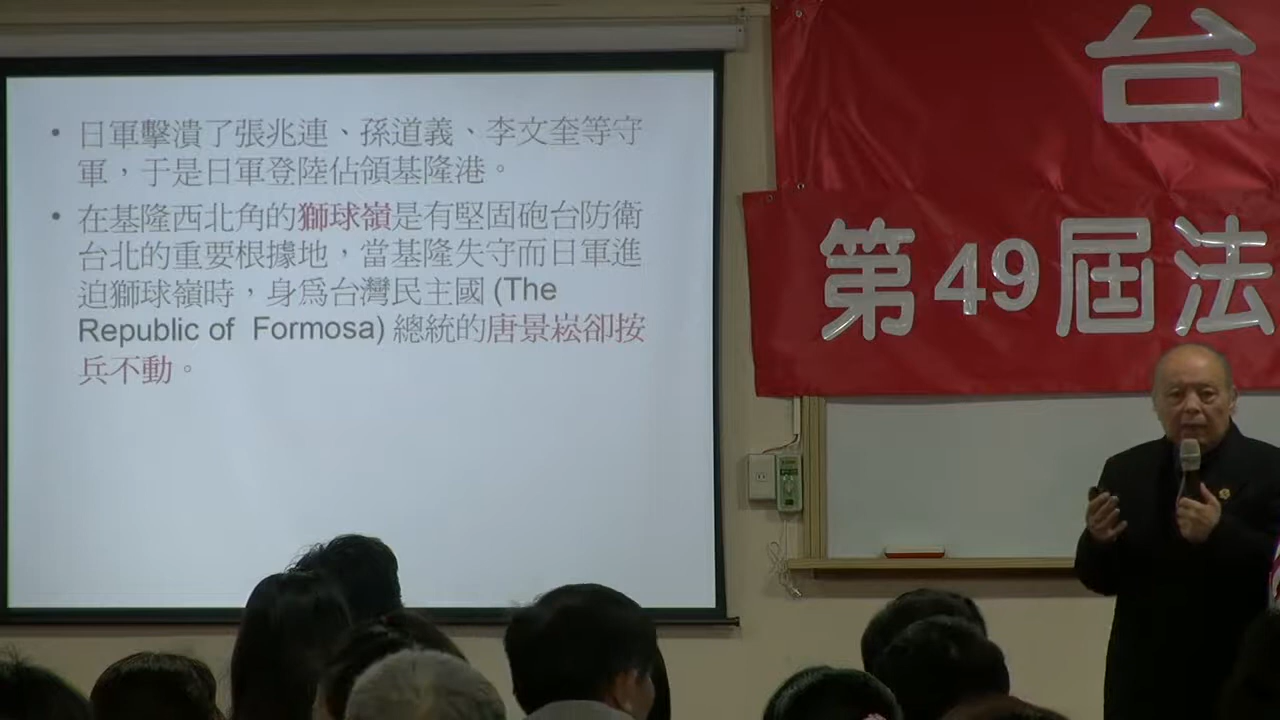 • 日軍擊潰了張兆連、孫道義、李文奎等守
軍，于是日軍登陸佔領基隆港。
• 在基隆西北角的獅球嶺是有堅固砲台防衛
台北的重要根據地，當基隆失守而日軍進
迫獅球嶺時，身為台灣民主國 (The
Republic of Formosa) 總統的唐景崧卻按
兵不動。
台
第49屆法